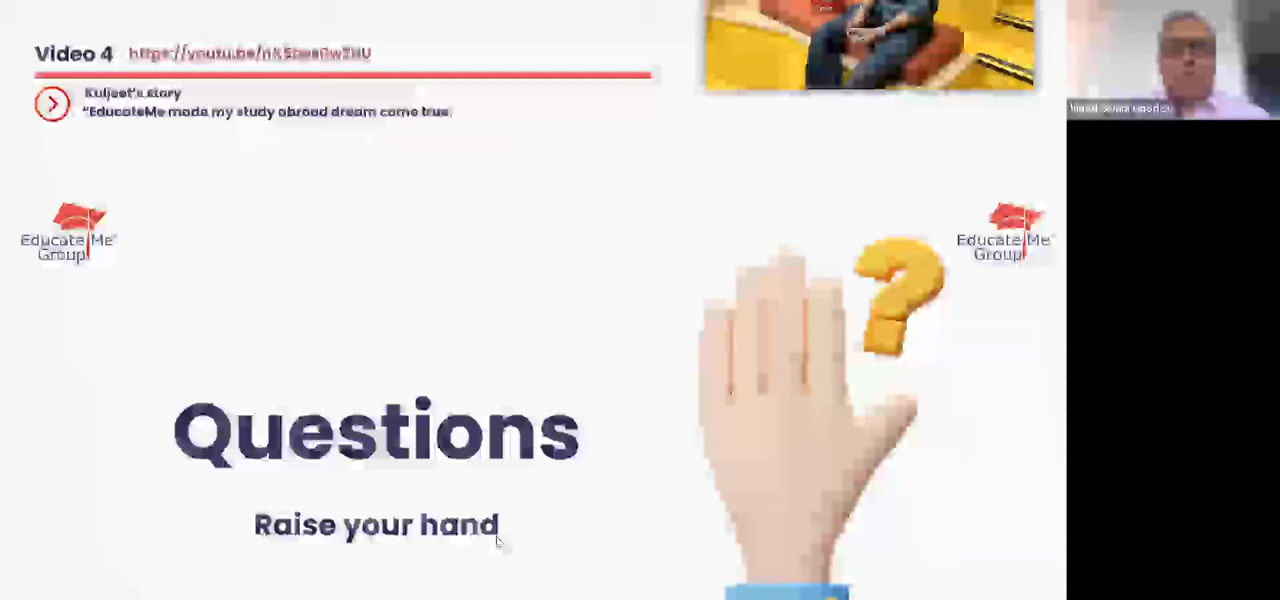 Video 4
Kuljeet's story
"EducateMe made my study abroad dream come true.
Educate Me
Group
Educate Me
Group
Questions
Raise your hand